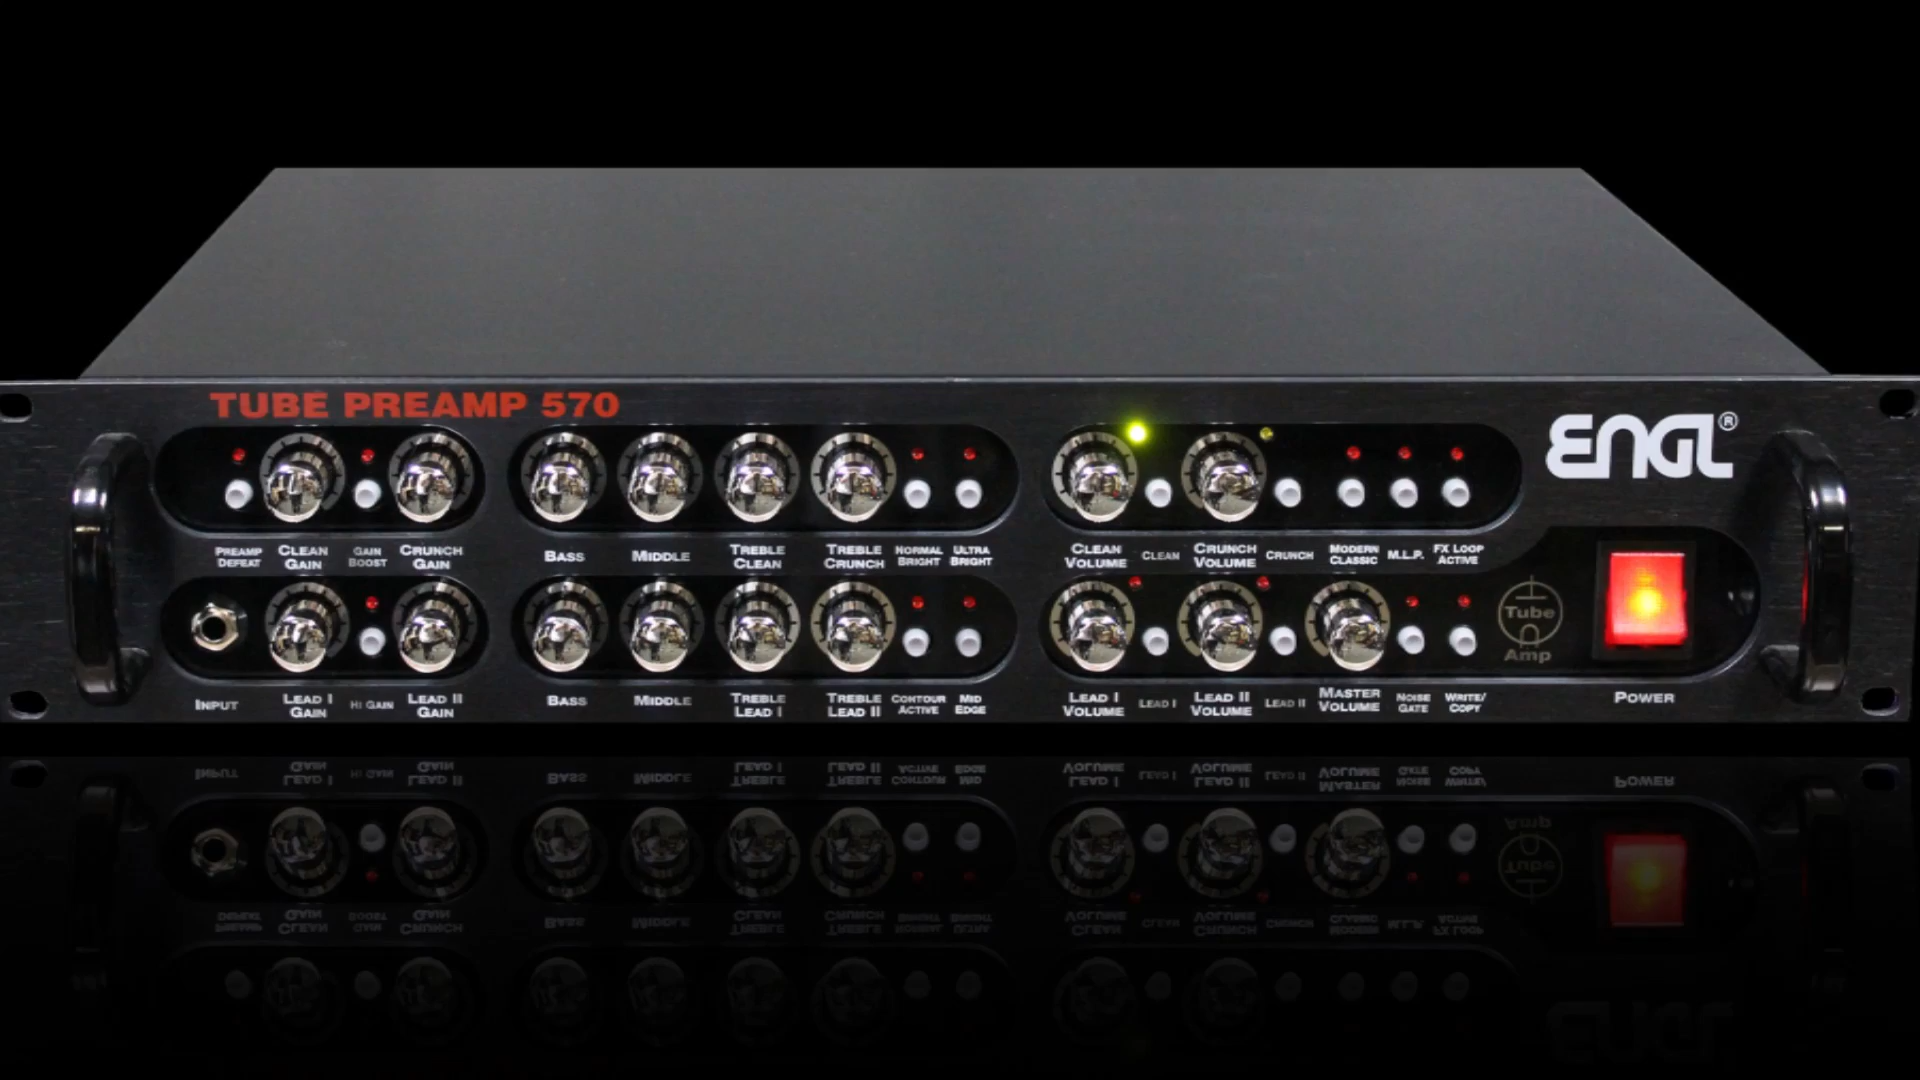 TUBE PREAMP 570
ENGL®
PREAMP DEFEAT
CLEAN GAIN
GAIN BOOST
CRUNCH GAIN
BASS
MIDDLE
TREBLE CLEAN
TREBLE CRUNCH
NORMAL BRIGHT
ULTRA BRIGHT
CLEAN VOLUME
CLEAN
CRUNCH VOLUME
CRUNCH
MODERN CLASSIC
M.L.P.
FX LOOP ACTIVE
Tube
Amp
INPUT
LEAD I GAIN
HI GAIN
LEAD II GAIN
BASS
MIDDLE
TREBLE LEAD I
TREBLE LEAD II
CONTOUR ACTIVE
MID EDGE
LEAD I VOLUME
LEAD I
LEAD II VOLUME
LEAD II
MASTER VOLUME
NOISE GATE
WRITE/ COPY
POWER